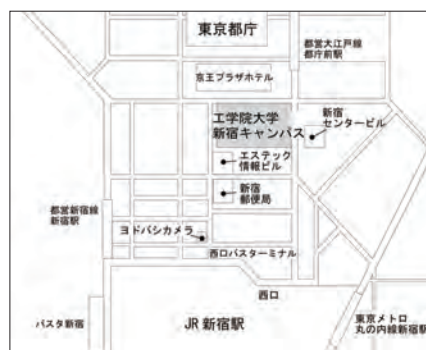 東京都庁
都営大江戸線
都庁前駅
京王プラザホテル
工学院大学
新宿キャンパス
新宿
センタービル
エステック
情報ビル
新宿
郵便局
都営新宿線
新宿駅
ヨドバシカメラ
西口バスターミナル
西口
バスタ新宿
JR 新宿駅
東京メトロ
丸の内線新宿駅